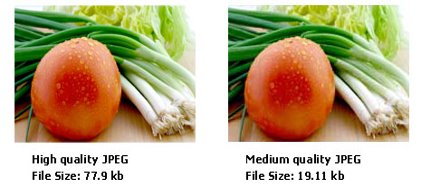 High quality JPEG
File Size: 77.9 kb
Medium quality JPEG
File Size: 19.11 kb